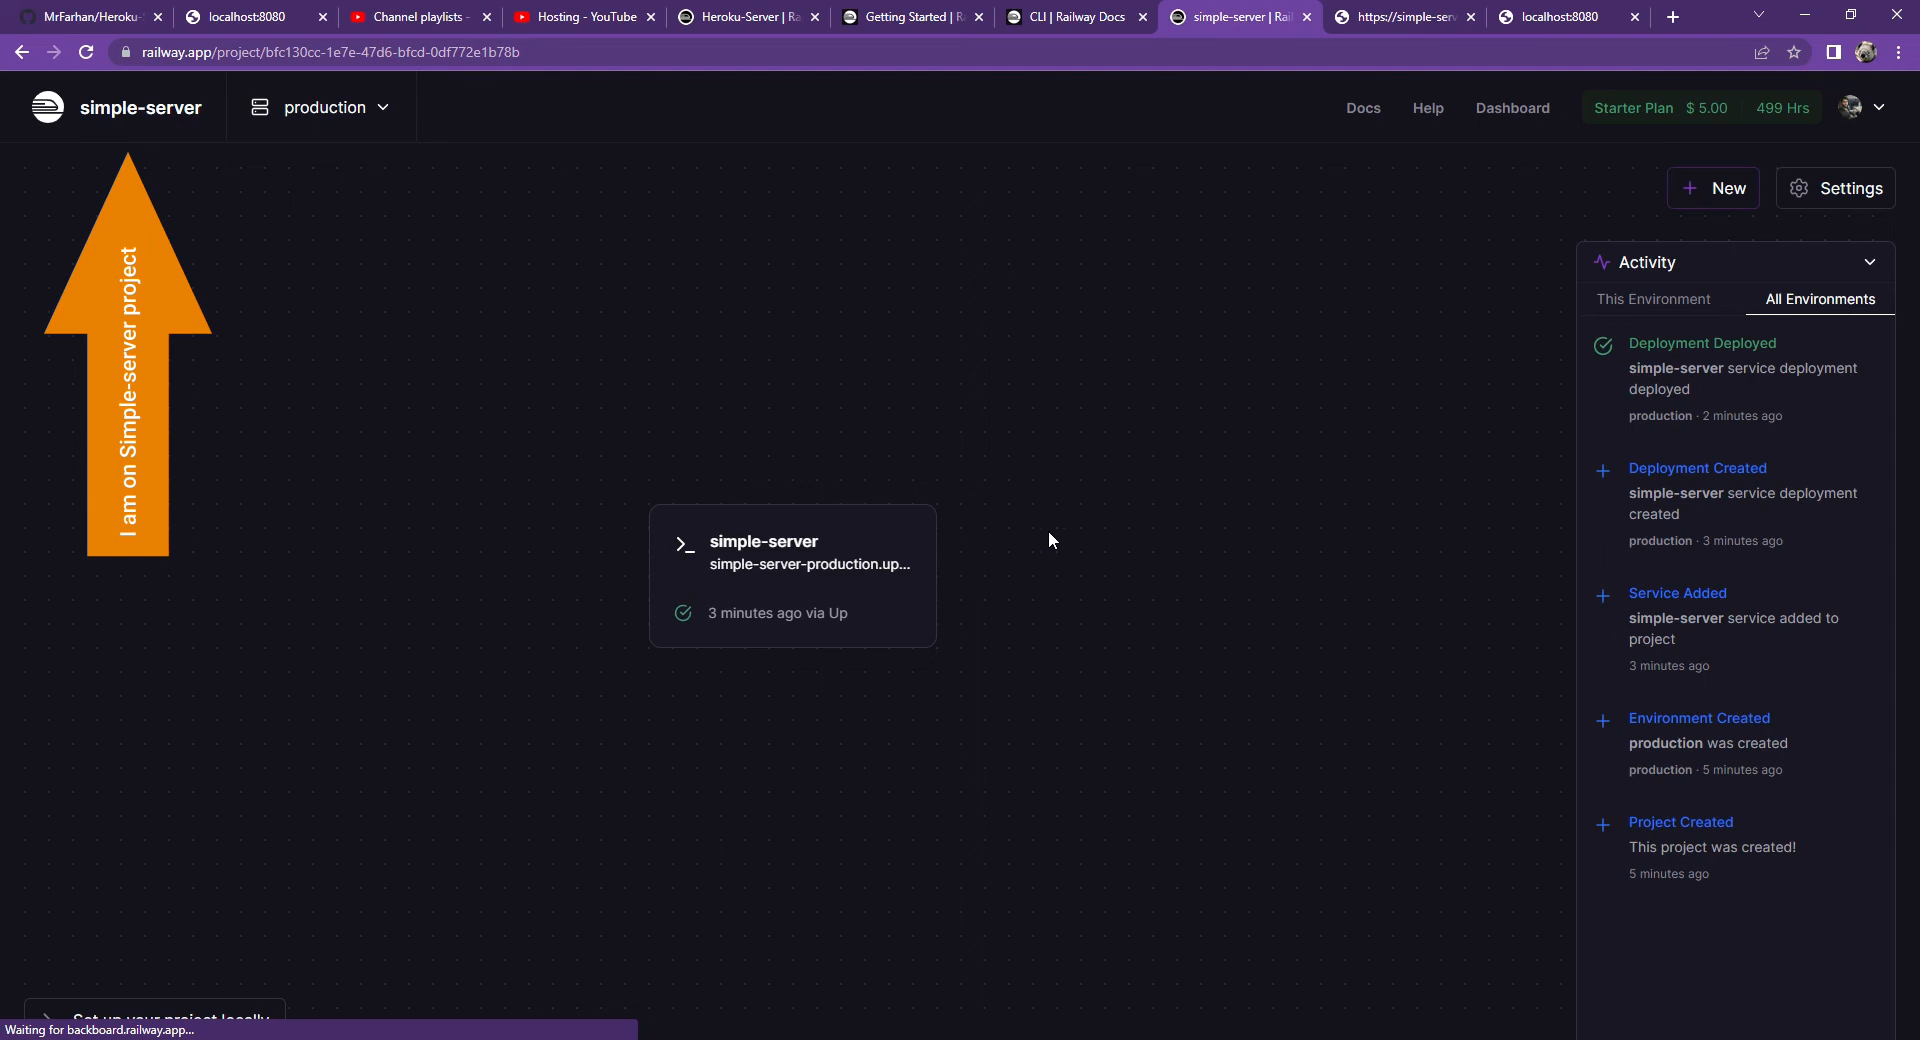 MrFarhan/Heroku-
localhost:8080
Channel playlists -
Hosting - YouTube
Heroku-Server | Ra
Getting Started | R
CLI | Railway Docs
simple-server | Rail
https://simple-serv
localhost:8080
railway.app/project/bfc130cc-1e7e-47d6-bfcd-0df772e1b78b
simple-server
production
Docs
Help
Dashboard
Starter Plan $ 5.00 499 Hrs
New
Settings
I am on Simple-server project
Activity
This Environment
All Environments
Deployment Deployed
simple-server service deployment
deployed
production · 2 minutes ago
Deployment Created
simple-server service deployment
created
production · 3 minutes ago
Service Added
simple-server service added to
project
3 minutes ago
Environment Created
production was created
production · 5 minutes ago
Project Created
This project was created!
5 minutes ago
simple-server
simple-server-production.up...
3 minutes ago via Up
Set up your project locally
Waiting for backboard.railway.app...